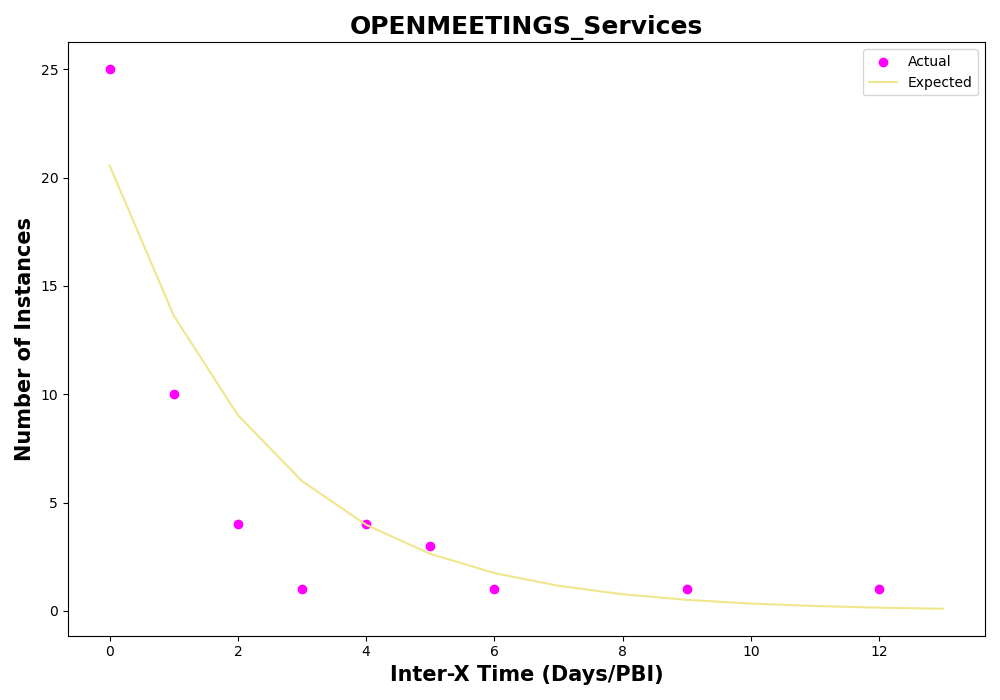 OPENMEETINGS_Services
Actual
Expected
Number of Instances
25
20
15
10
5
0
0 2 4 6 8 10 12
Inter-X Time (Days/PBI)